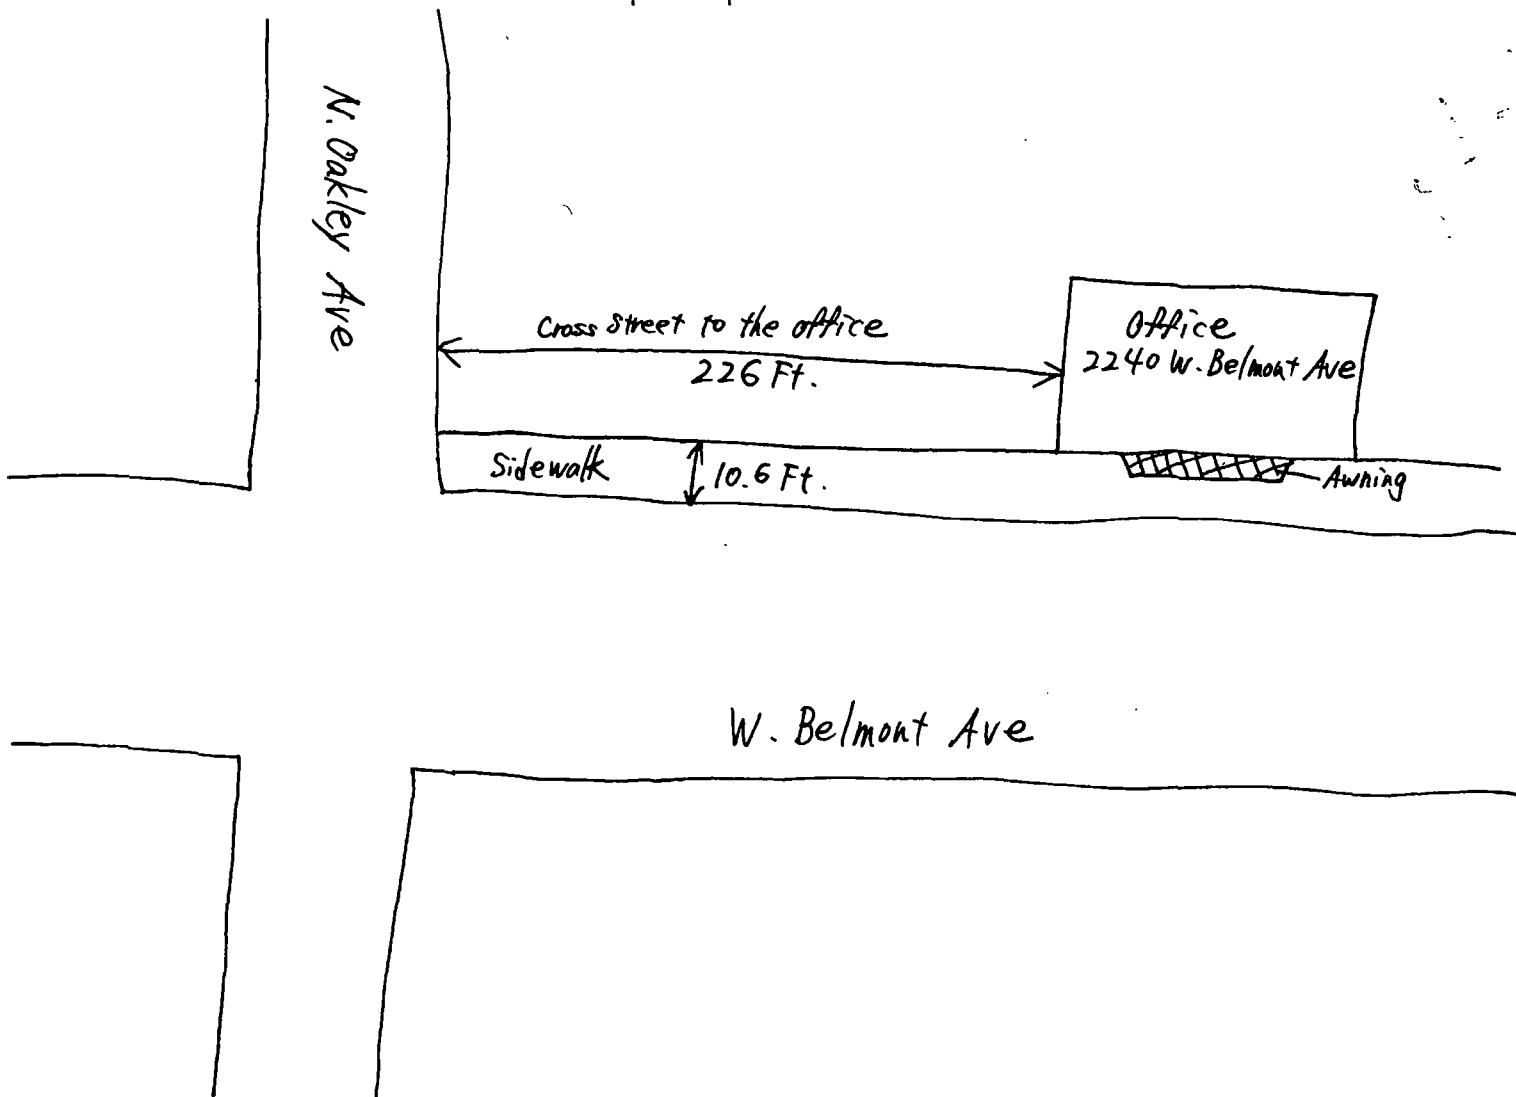 N. Oakley Ave
Cross Street to the office
226 Ft.
Office
2240 W. Belmont Ave
Sidewalk
10.6 Ft.
Awning
W. Belmont Ave